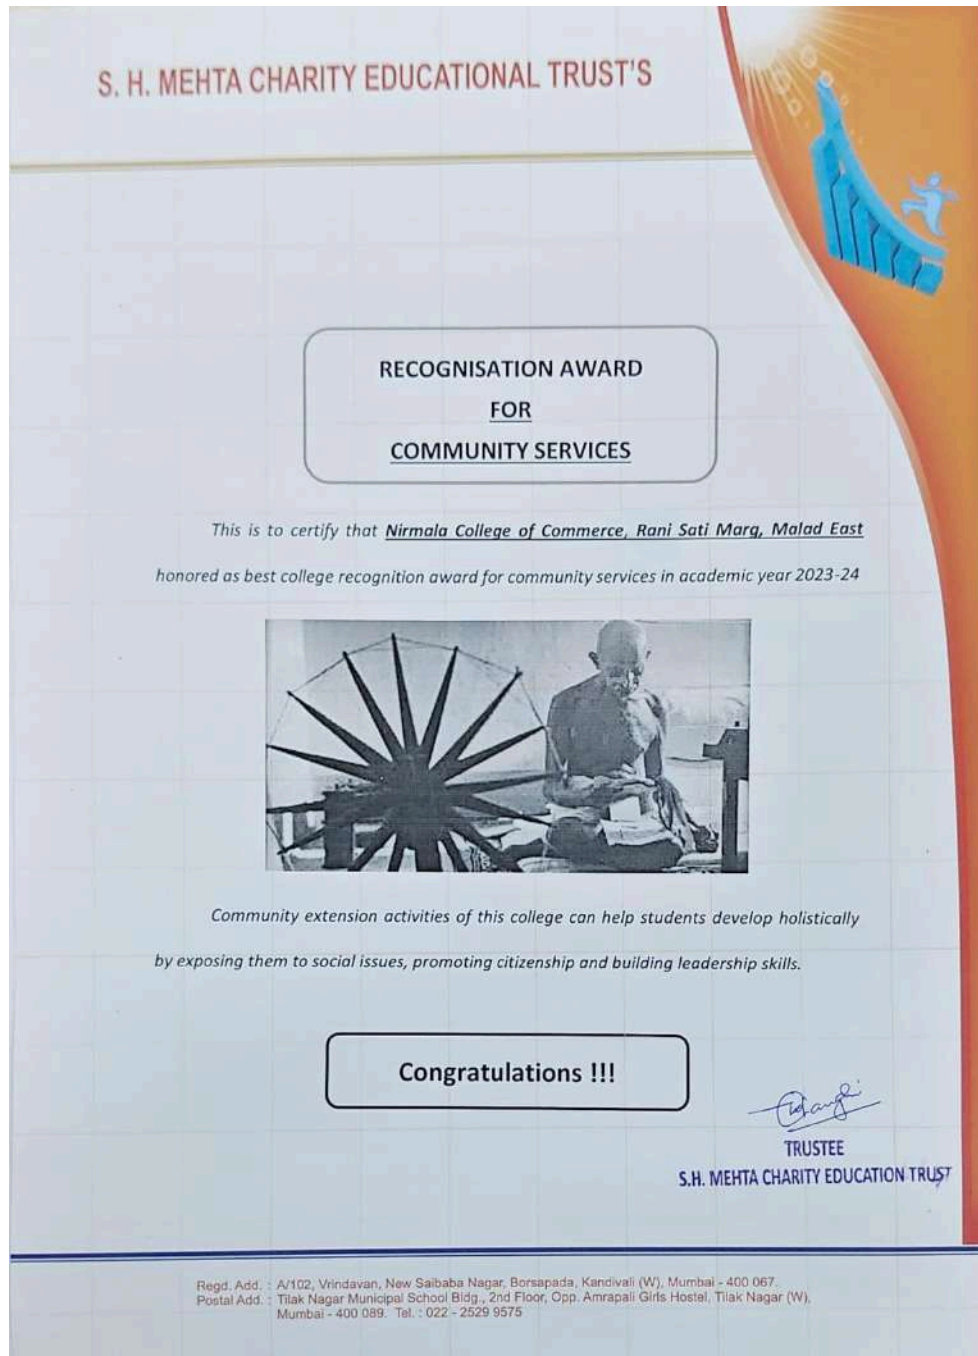 S. H. MEHTA CHARITY EDUCATIONAL TRUST'S
RECOGNISATION AWARD
FOR
COMMUNITY SERVICES
This is to certify that Nirmala College of Commerce, Rani Sati Marg, Malad East
honored as best college recognition award for community services in academic year 2023-24
Community extension activities of this college can help students develop holistically
by exposing them to social issues, promoting citizenship and building leadership skills.
Congratulations !!!
TRUSTEE
S.H. MEHTA CHARITY EDUCATION TRUST
Regd. Add. : A/102, Vrindavan, New Saibaba Nagar, Borsapada, Kandivali (W), Mumbai - 400 067.
Postal Add. : Tilak Nagar Municipal School Bldg., 2nd Floor, Opp. Amrapali Girls Hostel, Tilak Nagar (W),
Mumbai - 400 089. Tel. : 022 - 2529 9575